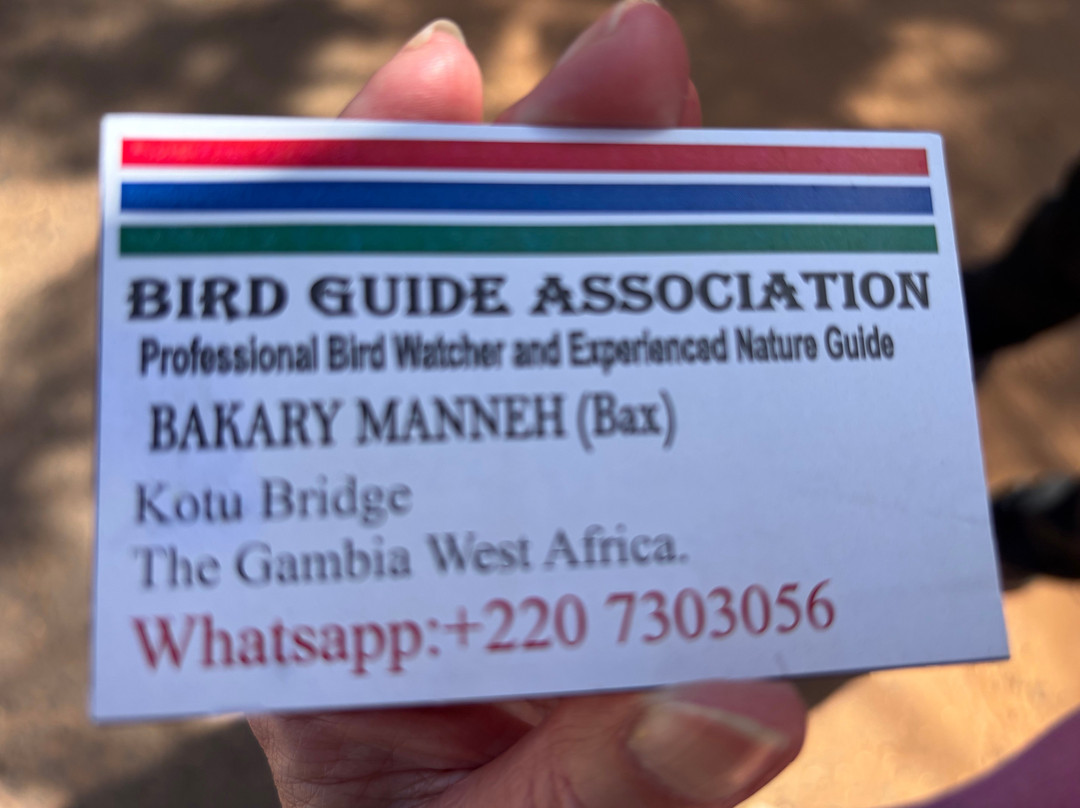 BIRD GUIDE ASSOCIATION
Professional Bird Watcher and Experienced Nature Guide
BAKARY MANNEH (Bax)
Kotu Bridge
The Gambia West Africa.
Whatsapp:+220 7303056